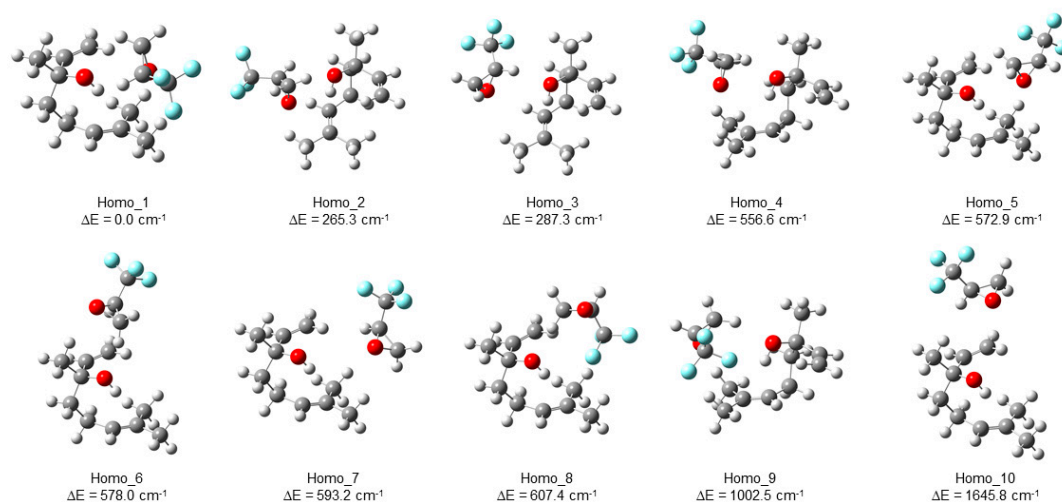 Homo_1
ΔE = 0.0 cm⁻¹
Homo_2
ΔE = 265.3 cm⁻¹
Homo_3
ΔE = 287.3 cm⁻¹
Homo_4
ΔE = 556.6 cm⁻¹
Homo_5
ΔE = 572.9 cm⁻¹
Homo_6
ΔE = 578.0 cm⁻¹
Homo_7
ΔE = 593.2 cm⁻¹
Homo_8
ΔE = 607.4 cm⁻¹
Homo_9
ΔE = 1002.5 cm⁻¹
Homo_10
ΔE = 1645.8 cm⁻¹